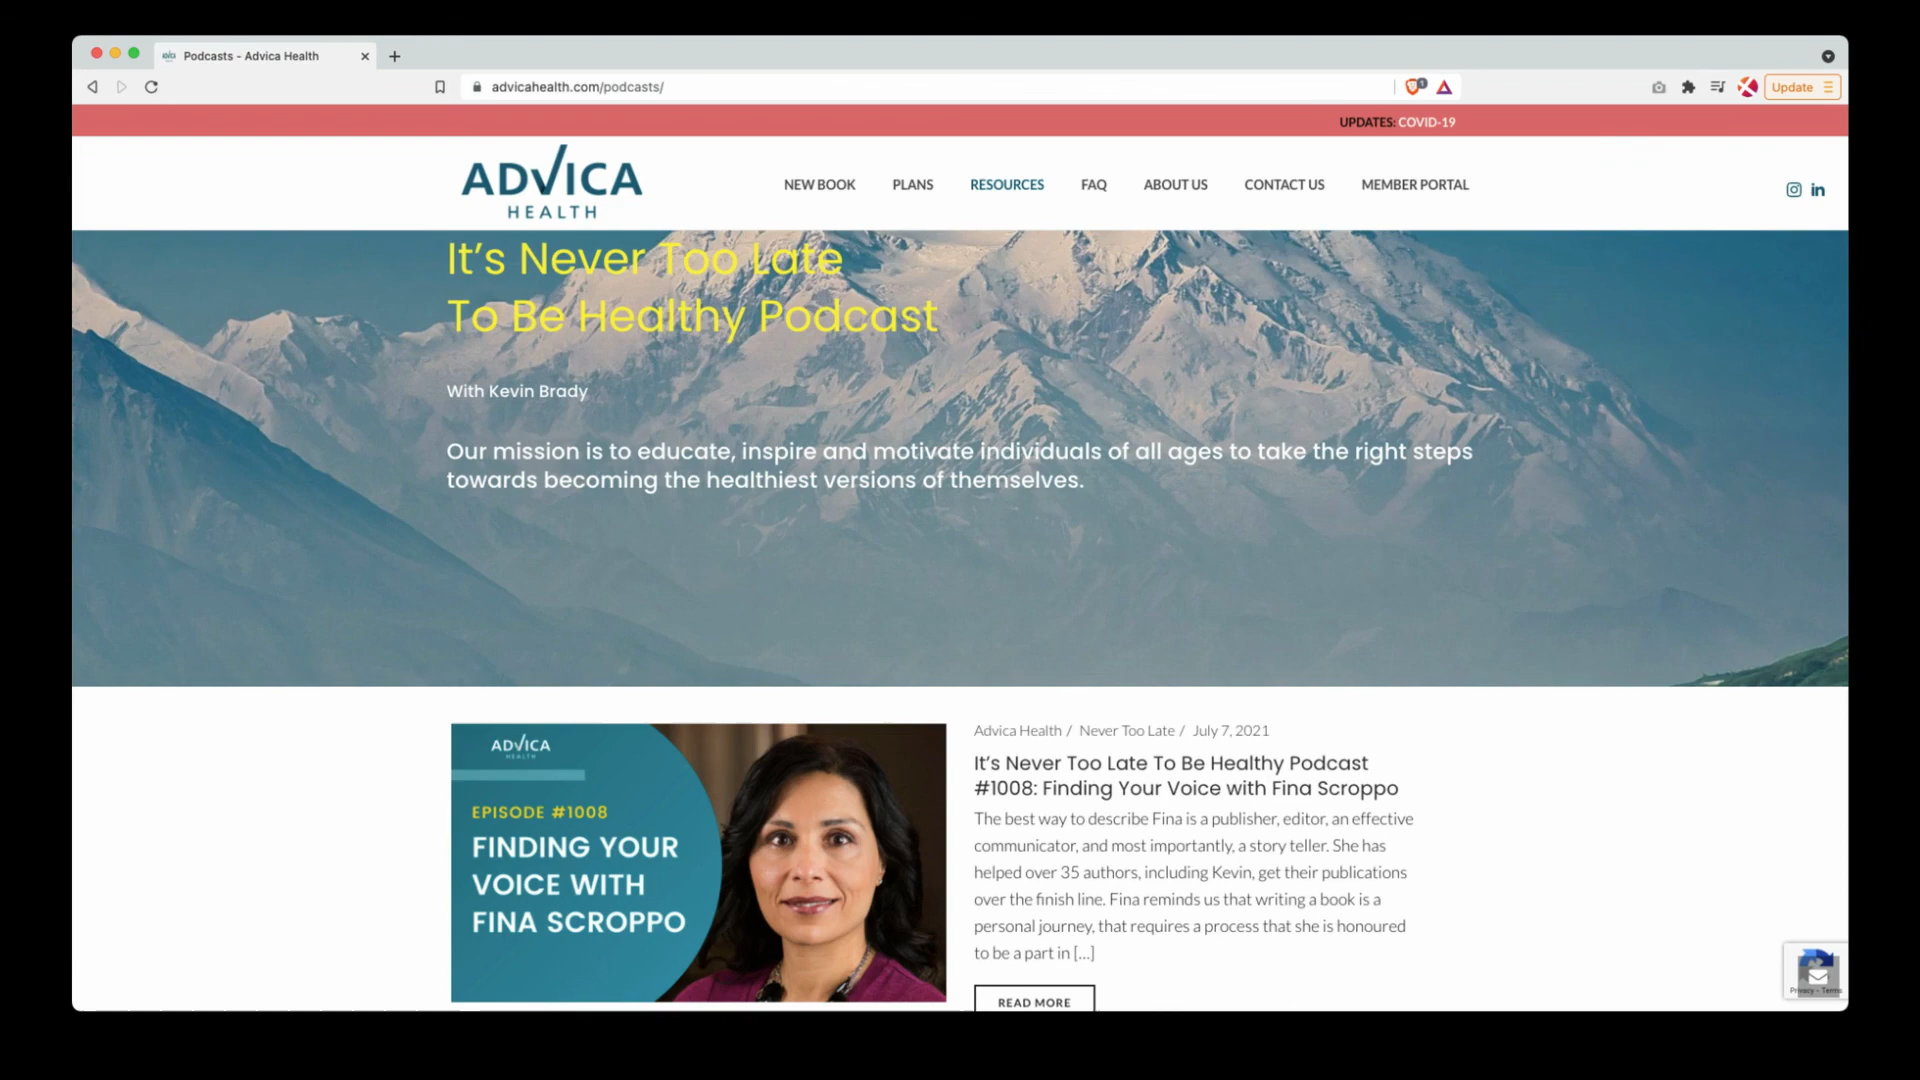 Podcasts - Advica Health
advicahealth.com/podcasts/
1
Update
UPDATES: COVID-19
ADVICA
HEALTH
NEW BOOK
PLANS
RESOURCES
FAQ
ABOUT US
CONTACT US
MEMBER PORTAL
in
It’s Never Too Late
To Be Healthy Podcast
With Kevin Brady
Our mission is to educate, inspire and motivate individuals of all ages to take the right steps
towards becoming the healthiest versions of themselves.
ADVICA
HEALTH
EPISODE #1008
FINDING YOUR
VOICE WITH
FINA SCROPPO
Advica Health / Never Too Late / July 7, 2021
It’s Never Too Late To Be Healthy Podcast
#1008: Finding Your Voice with Fina Scroppo
The best way to describe Fina is a publisher, editor, an effective
communicator, and most importantly, a story teller. She has
helped over 35 authors, including Kevin, get their publications
over the finish line. Fina reminds us that writing a book is a
personal journey, that requires a process that she is honoured
to be a part in [...]
READ MORE
Privacy - Terms